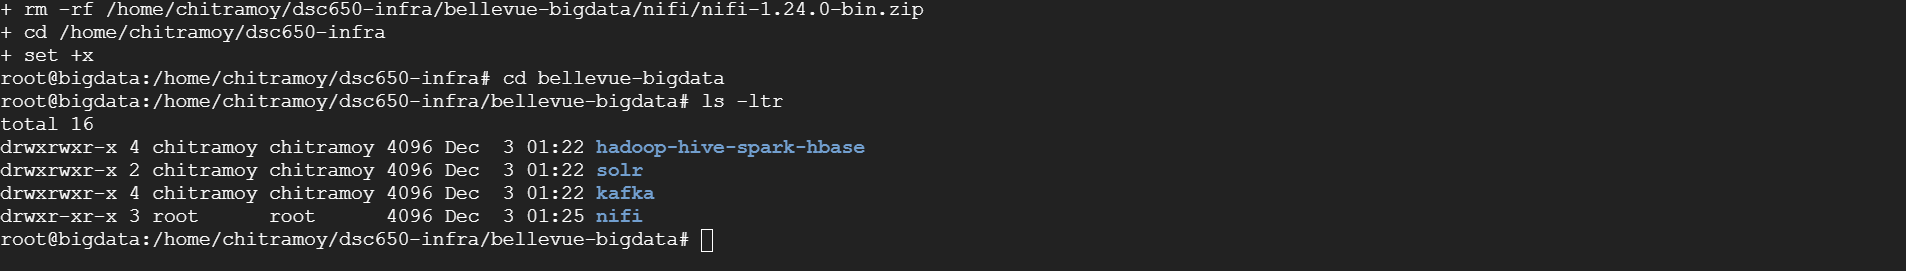 + rm -rf /home/chitramoy/dsc650-infra/bellevue-bigdata/nifi/nifi-1.24.0-bin.zip
+ cd /home/chitramoy/dsc650-infra
+ set +x
root@bigdata:/home/chitramoy/dsc650-infra# cd bellevue-bigdata
root@bigdata:/home/chitramoy/dsc650-infra/bellevue-bigdata# ls -ltr
total 16
drwxrwxr-x 4 chitramoy chitramoy 4096 Dec  3 01:22 hadoop-hive-spark-hbase
drwxrwxr-x 2 chitramoy chitramoy 4096 Dec  3 01:22 solr
drwxrwxr-x 4 chitramoy chitramoy 4096 Dec  3 01:22 kafka
drwxr-xr-x 3 root      root      4096 Dec  3 01:25 nifi
root@bigdata:/home/chitramoy/dsc650-infra/bellevue-bigdata#